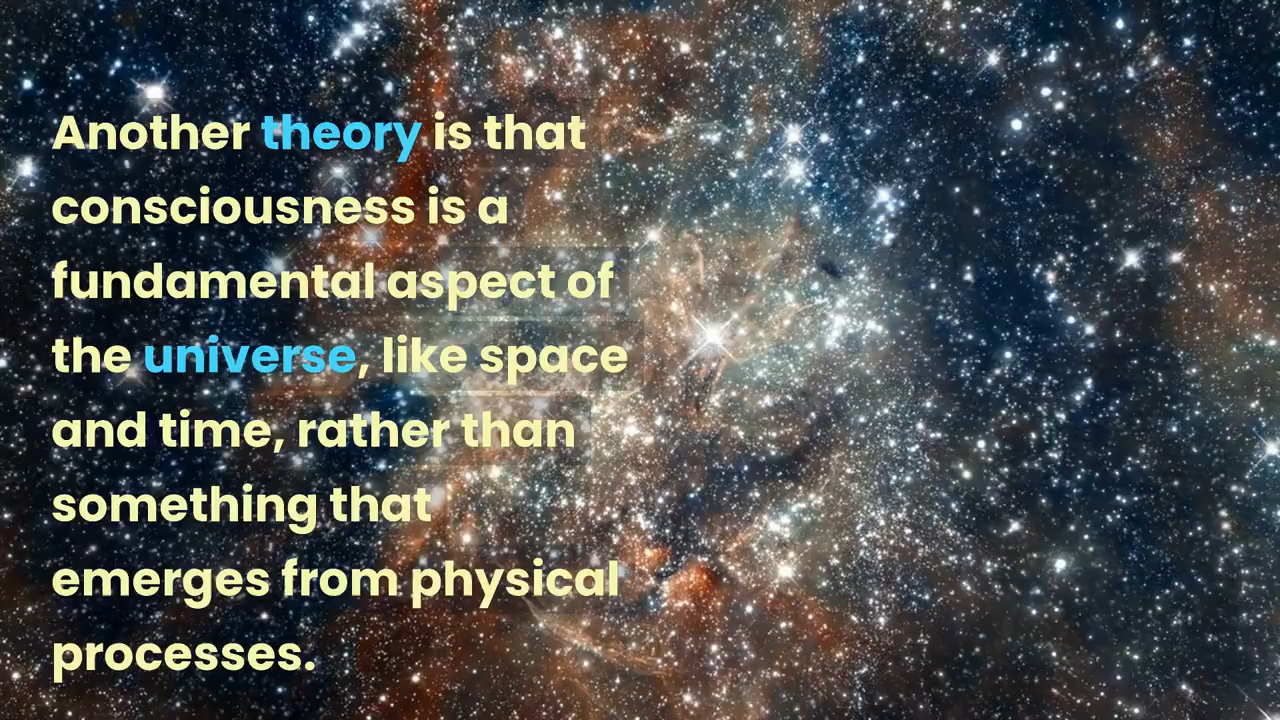 Another theory is that
consciousness is a
fundamental aspect of
the universe, like space
and time, rather than
something that
emerges from physical
processes.